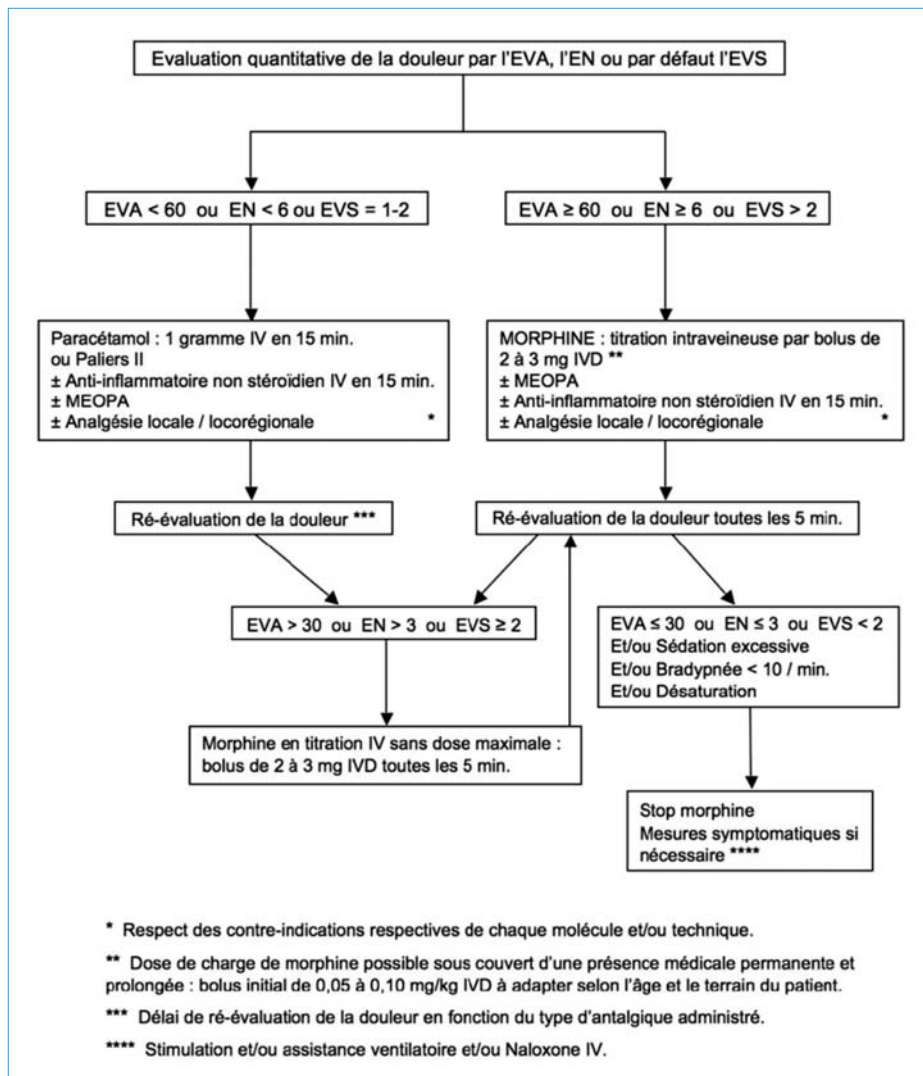 Evaluation quantitative de la douleur par l'EVA, l'EN ou par défaut l'EVS
EVA < 60 ou EN < 6 ou EVS = 1-2
EVA ≥ 60 ou EN ≥ 6 ou EVS > 2
Paracétamol : 1 gramme IV en 15 min.
ou Paliers II
± Anti-inflammatoire non stéroïdien IV en 15 min.
± MEOPA
± Analgésie locale / locorégionale *
MORPHINE : titration intraveineuse par bolus de
2 à 3 mg IVD **
± MEOPA
± Anti-inflammatoire non stéroïdien IV en 15 min.
± Analgésie locale / locorégionale *
Ré-évaluation de la douleur ***
Ré-évaluation de la douleur toutes les 5 min.
EVA > 30 ou EN > 3 ou EVS ≥ 2
EVA ≤ 30 ou EN ≤ 3 ou EVS < 2
Et/ou Sédation excessive
Et/ou Bradypnée < 10 / min.
Et/ou Désaturation
Morphine en titration IV sans dose maximale :
bolus de 2 à 3 mg IVD toutes les 5 min.
Stop morphine
Mesures symptomatiques si
nécessaire ****
* Respect des contre-indications respectives de chaque molécule et/ou technique.
** Dose de charge de morphine possible sous couvert d'une présence médicale permanente et
prolongée : bolus initial de 0,05 à 0,10 mg/kg IVD à adapter selon l'âge et le terrain du patient.
*** Délai de ré-évaluation de la douleur en fonction du type d'antalgique administré.
**** Stimulation et/ou assistance ventilatoire et/ou Naloxone IV.